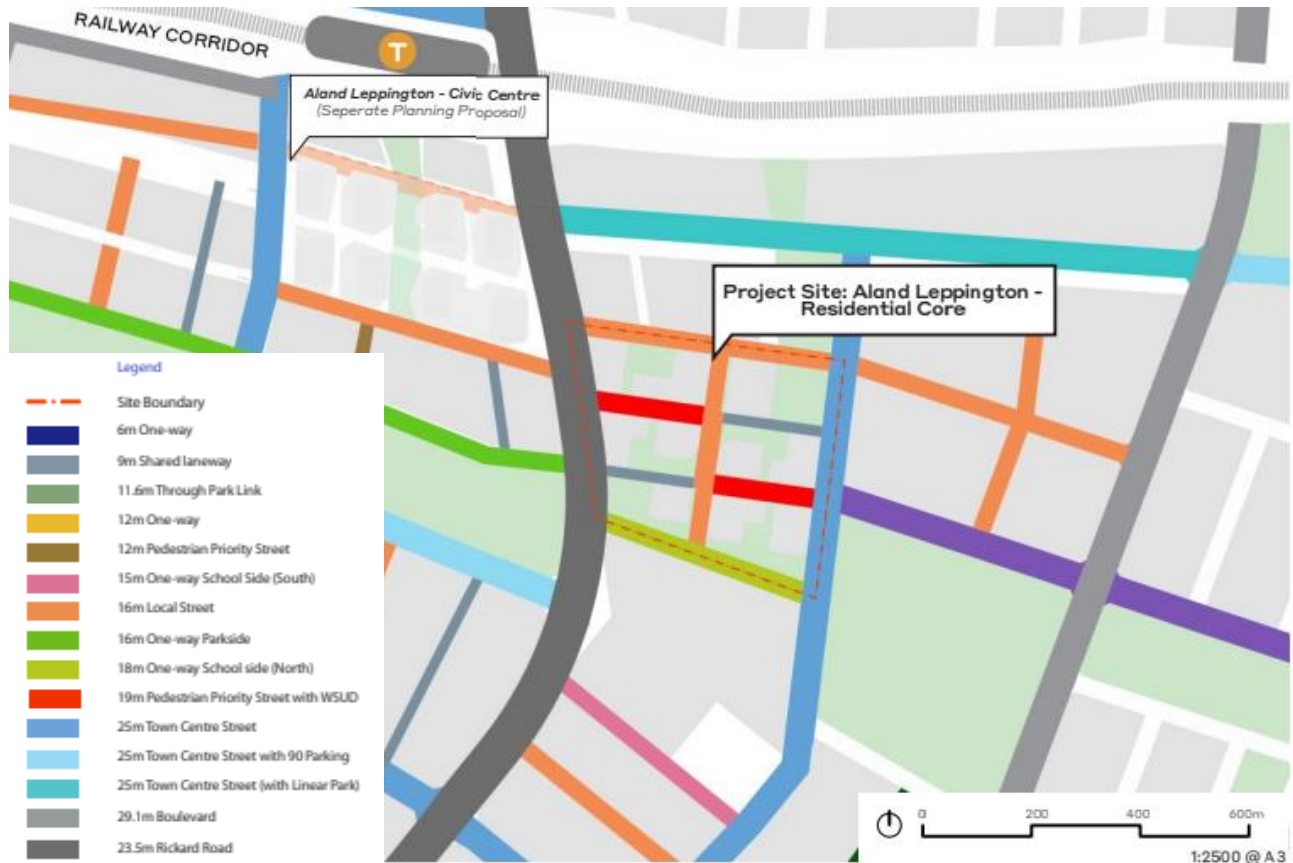 RAILWAY CORRIDOR
T
Aland Leppington - Civic Centre
(Seperate Planning Proposal)
Project Site: Aland Leppington -
Residential Core
Legend
Site Boundary
6m One-way
9m Shared laneway
11.6m Through Park Link
12m One-way
12m Pedestrian Priority Street
15m One-way School Side (South)
16m Local Street
16m One-way Parkside
18m One-way School side (North)
19m Pedestrian Priority Street with WSUD
25m Town Centre Street
25m Town Centre Street with 90 Parking
25m Town Centre Street (with Linear Park)
29.1m Boulevard
23.5m Rickard Road
0 200 400 600m
1:2500 @ A3